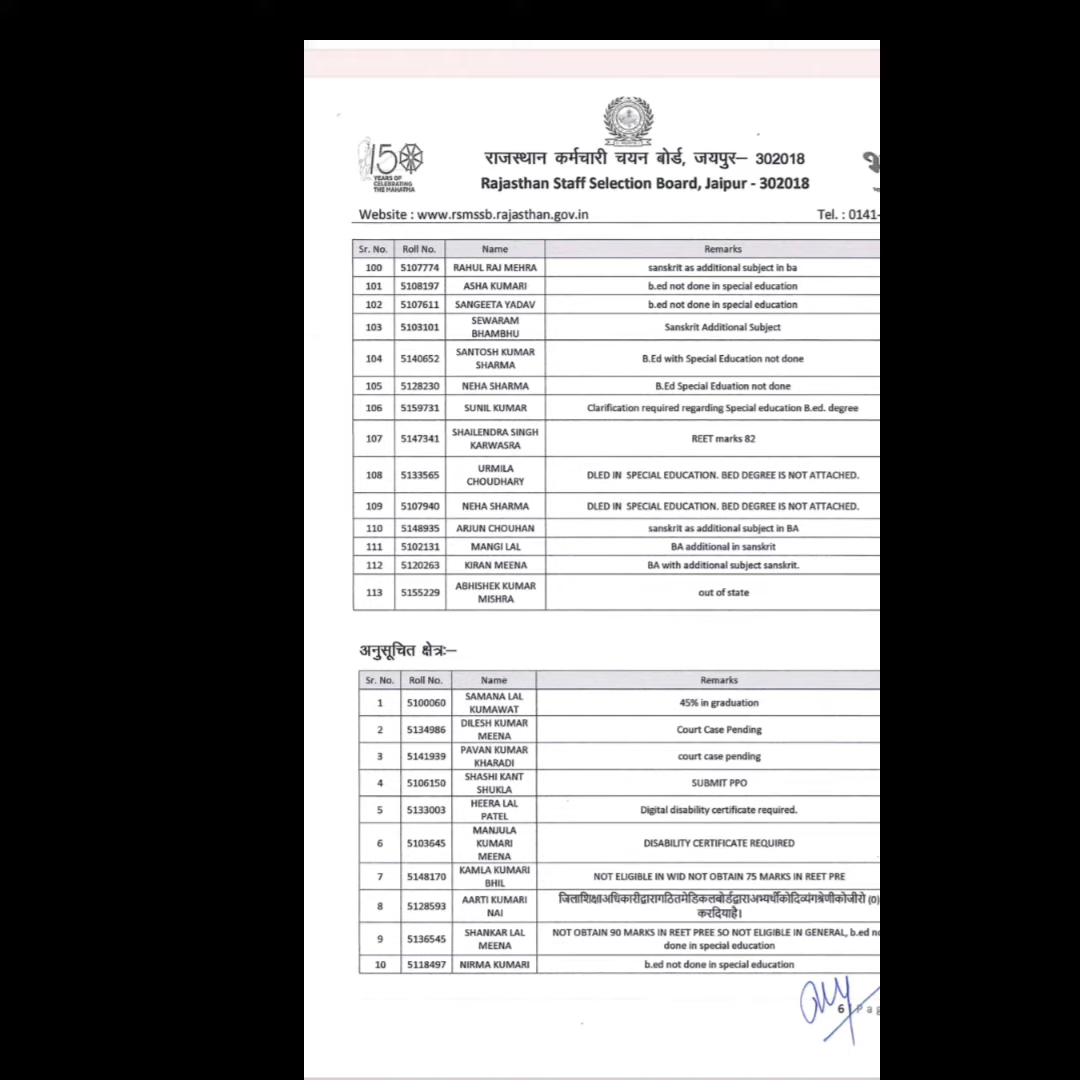 150
YEARS OF
CELEBRATING
THE MAHATMA
राजस्थान कर्मचारी चयन बोर्ड, जयपुर– 302018
Rajasthan Staff Selection Board, Jaipur - 302018
Website : www.rsmssb.rajasthan.gov.in Tel. : 0141-
Sr. No. Roll No. Name Remarks
100 5107774 RAHUL RAJ MEHRA sanskrit as additional subject in ba
101 5108197 ASHA KUMARI b.ed not done in special education
102 5107611 SANGEETA YADAV b.ed not done in special education
103 5103101 SEWARAM BHAMBHU Sanskrit Additional Subject
104 5140652 SANTOSH KUMAR SHARMA B.Ed with Special Education not done
105 5128230 NEHA SHARMA B.Ed Special Eduation not done
106 5159731 SUNIL KUMAR Clarification required regarding Special education B.ed. degree
107 5147341 SHAILENDRA SINGH KARWASRA REET marks 82
108 5133565 URMILA CHOUDHARY DLED IN SPECIAL EDUCATION. BED DEGREE IS NOT ATTACHED.
109 5107940 NEHA SHARMA DLED IN SPECIAL EDUCATION. BED DEGREE IS NOT ATTACHED.
110 5148935 ARJUN CHOUHAN sanskrit as additional subject in BA
111 5102131 MANGI LAL BA additional in sanskrit
112 5120263 KIRAN MEENA BA with additional subject sanskrit.
113 5155229 ABHISHEK KUMAR MISHRA out of state
अनुसूचित क्षेत्रः–
Sr. No. Roll No. Name Remarks
1 5100060 SAMANA LAL KUMAWAT 45% in graduation
2 5134986 DILESH KUMAR MEENA Court Case Pending
3 5141939 PAVAN KUMAR KHARADI court case pending
4 5106150 SHASHI KANT SHUKLA SUBMIT PPO
5 5133003 HEERA LAL PATEL Digital disability certificate required.
6 5103645 MANJULA KUMARI MEENA DISABILITY CERTIFICATE REQUIRED
7 5148170 KAMLA KUMARI BHIL NOT ELIGIBLE IN WID NOT OBTAIN 75 MARKS IN REET PRE
8 5128593 AARTI KUMARI NAI जिलाशिक्षाअधिकारीद्वारागठितमेडिकलबोर्डद्वाराअभ्यर्थीकोदिव्यंगश्रेणीकोजीरो (0) करदियाहै।
9 5136545 SHANKAR LAL MEENA NOT OBTAIN 90 MARKS IN REET PREE SO NOT ELIGIBLE IN GENERAL, b.ed no done in special education
10 5118497 NIRMA KUMARI b.ed not done in special education
6 | Pag